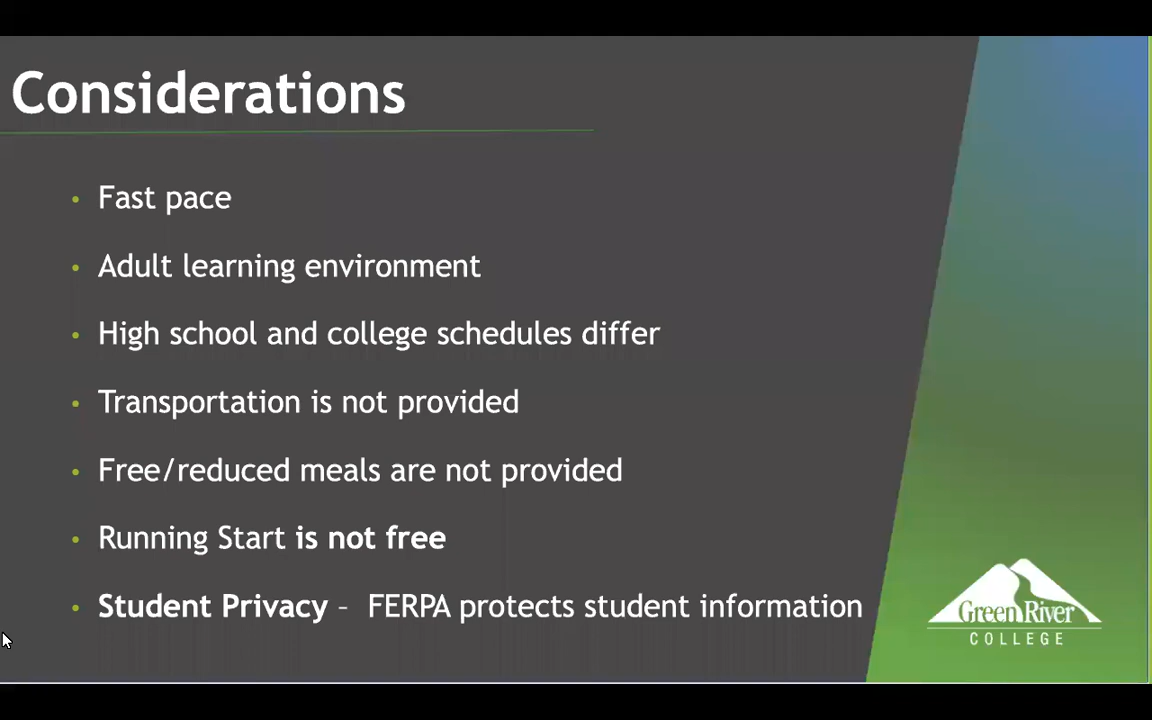 Considerations
• Fast pace
• Adult learning environment
• High school and college schedules differ
• Transportation is not provided
• Free/reduced meals are not provided
• Running Start is not free
• Student Privacy – FERPA protects student information
Green River
COLLEGE